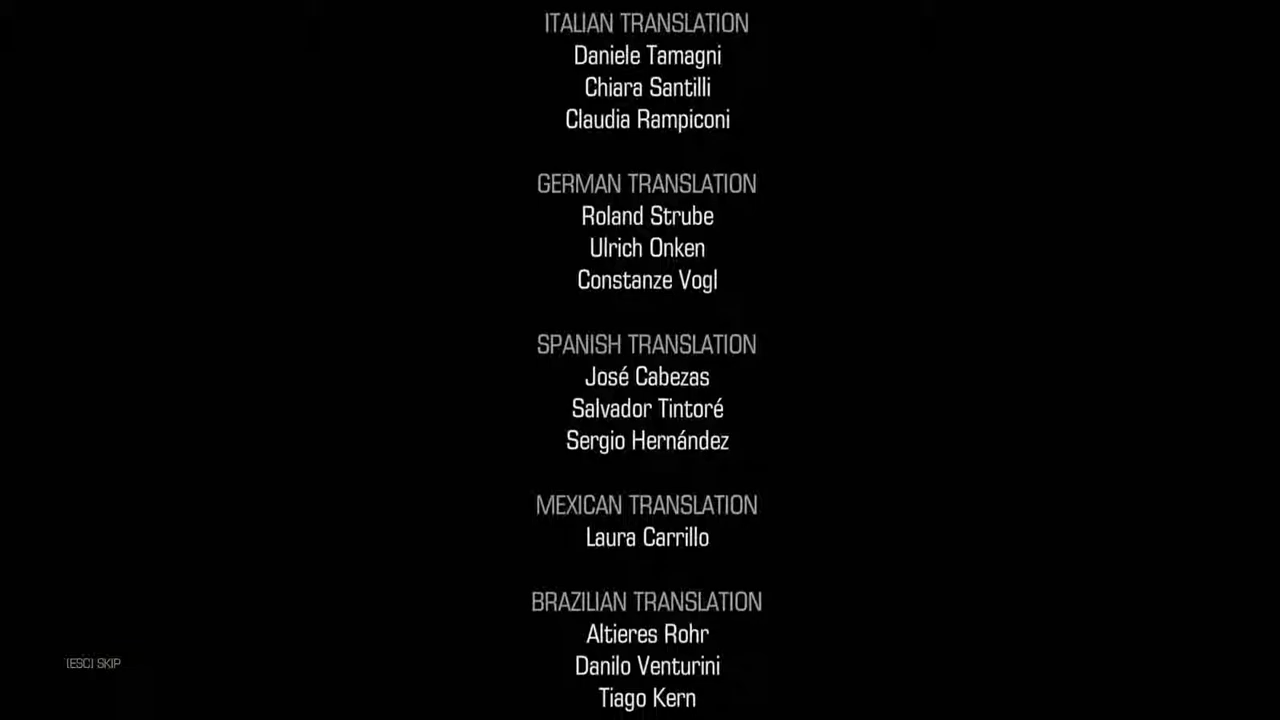 ITALIAN TRANSLATION
Daniele Tamagni
Chiara Santilli
Claudia Rampiconi
GERMAN TRANSLATION
Roland Strube
Ulrich Onken
Constanze Vogl
SPANISH TRANSLATION
José Cabezas
Salvador Tintoré
Sergio Hernández
MEXICAN TRANSLATION
Laura Carrillo
BRAZILIAN TRANSLATION
Altieres Rohr
Danilo Venturini
Tiago Kern
[ESC] SKIP